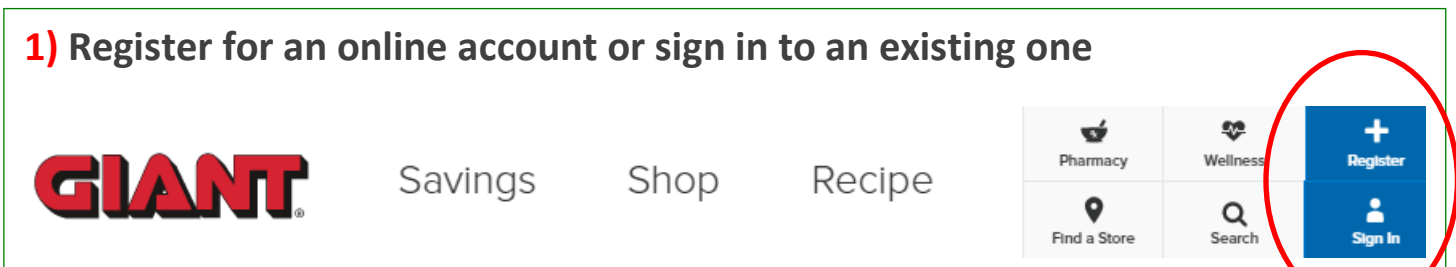 1) Register for an online account or sign in to an existing one
GIANT®
Savings Shop Recipe
Pharmacy Wellness Register
Find a Store Search Sign In